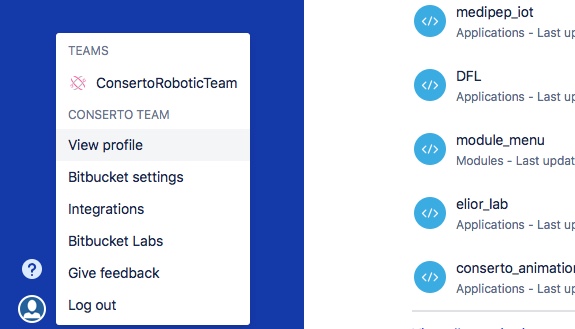 TEAMS
ConsertoRoboticTeam
CONSERTO TEAM
View profile
Bitbucket settings
Integrations
Bitbucket Labs
Give feedback
Log out
?
medipep_iot
Applications - Last up
DFL
Applications - Last up
module_menu
Modules - Last updat
elior_lab
Applications - Last up
conserto_animation
Applications - Last up